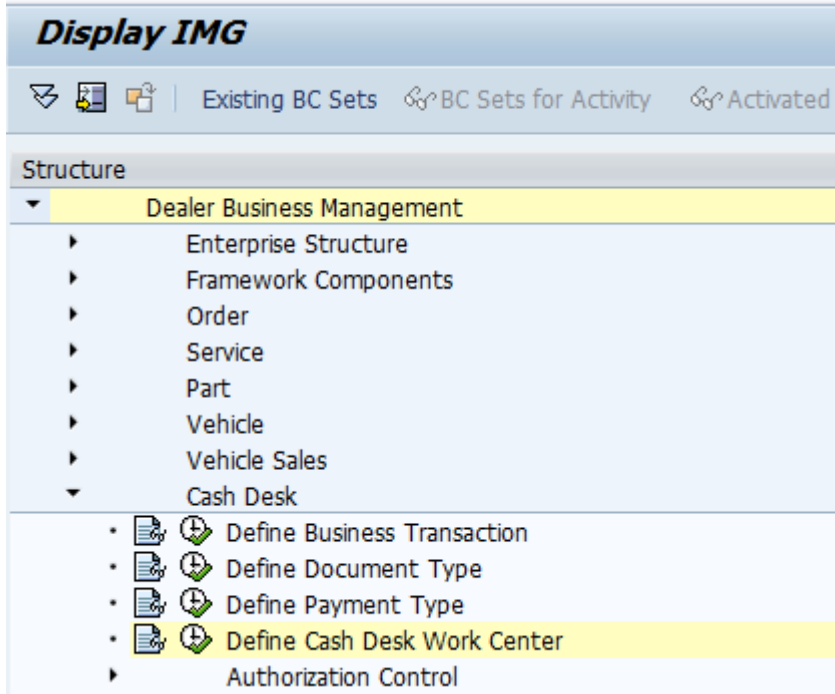 Display IMG
Existing BC Sets BC Sets for Activity Activated
Structure
Dealer Business Management
Enterprise Structure
Framework Components
Order
Service
Part
Vehicle
Vehicle Sales
Cash Desk
Define Business Transaction
Define Document Type
Define Payment Type
Define Cash Desk Work Center
Authorization Control